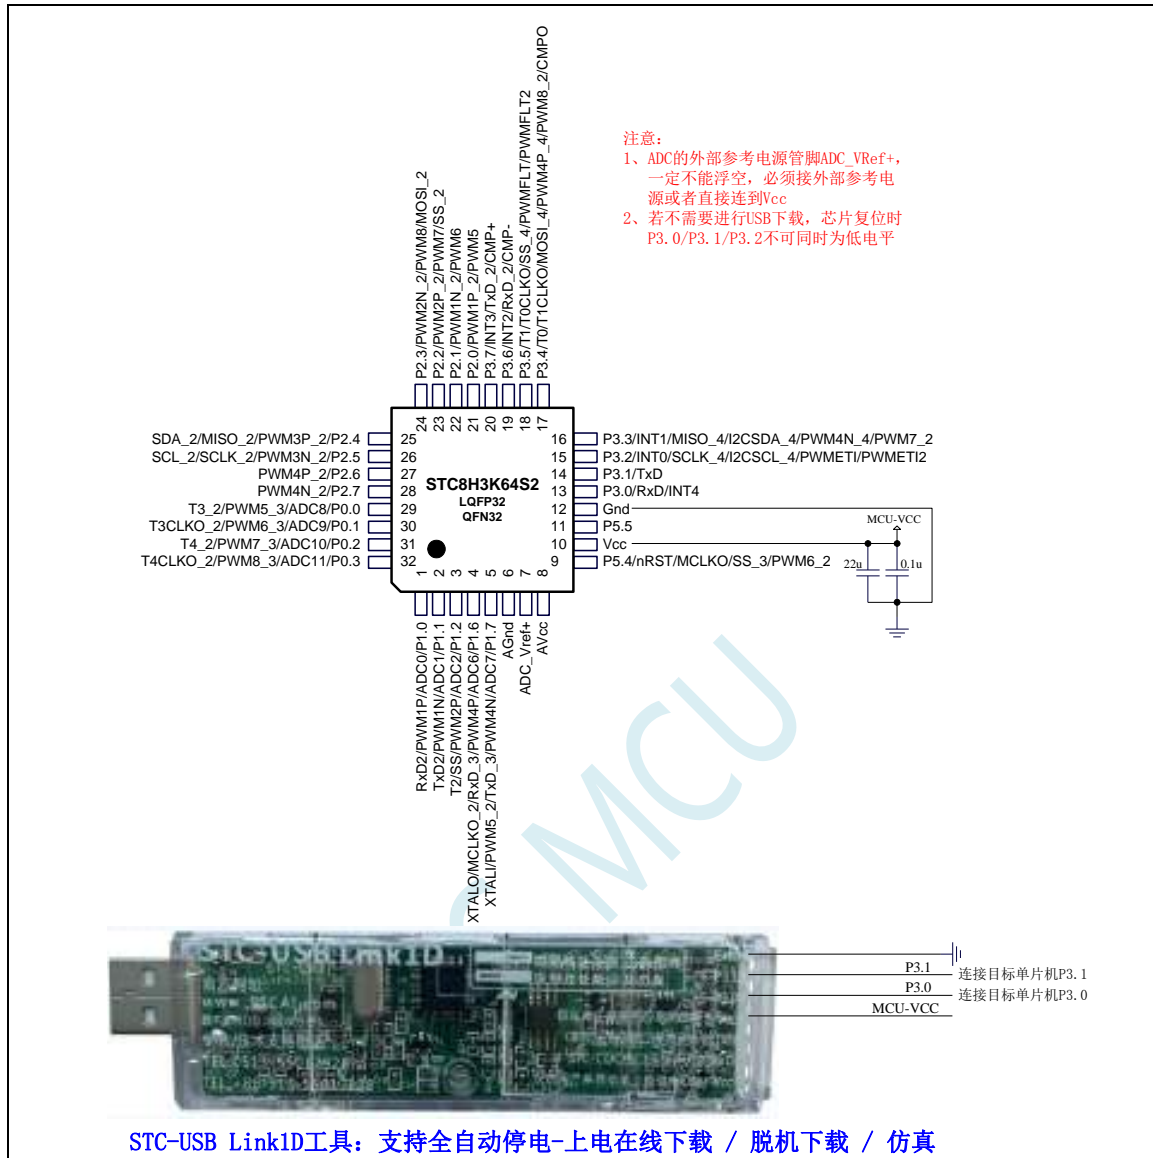 注意:
1、ADC的外部参考电源管脚ADC_VRef+,
一定不能浮空, 必须接外部参考电
源或者直接连到Vcc
2、若不需要进行USB下载, 芯片复位时
P3.0/P3.1/P3.2不可同时为低电平
P2.3/PWM2N_2/PWM8/MOSI_2
P2.2/PWM2P_2/PWM7/SS_2
P2.1/PWM1N_2/PWM6
P2.0/PWM1P_2/PWM5
P3.7/INT3/TxD_2/CMP+
P3.6/INT2/RxD_2/CMP-
P3.5/T1/T0CLKO/SS_4/PWMFLT/PWMFLT2
P3.4/T0/T1CLKO/MOSI_4/PWM4P_4/PWM8_2/CMPO
24
23
22
21
20
19
18
17
SDA_2/MISO_2/PWM3P_2/P2.4
SCL_2/SCLK_2/PWM3N_2/P2.5
PWM4P_2/P2.6
PWM4N_2/P2.7
T3_2/PWM5_3/ADC8/P0.0
T3CLKO_2/PWM6_3/ADC9/P0.1
T4_2/PWM7_3/ADC10/P0.2
T4CLKO_2/PWM8_3/ADC11/P0.3
25
26
27
28
29
30
31
32
STC8H3K64S2
LQFP32
QFN32
16
15
14
13
12
11
10
9
P3.3/INT1/MISO_4/I2CSDA_4/PWM4N_4/PWM7_2
P3.2/INT0/SCLK_4/I2CSCL_4/PWMETI/PWMETI2
P3.1/TxD
P3.0/RxD/INT4
Gnd
P5.5
Vcc
P5.4/nRST/MCLKO/SS_3/PWM6_2
MCU-VCC
22u
0.1u
1
2
3
4
5
6
7
8
RxD2/PWM1P/ADC0/P1.0
TxD2/PWM1N/ADC1/P1.1
T2/SS/PWM2P/ADC2/P1.2
XTALO/MCLKO_2/RxD_3/PWM4P/ADC6/P1.6
XTALI/PWM5_2/TxD_3/PWM4N/ADC7/P1.7
AGnd
ADC_Vref+
AVcc
MCU
STC-USB Link1D
P3.1
连接目标单片机P3.1
P3.0
连接目标单片机P3.0
MCU-VCC
STC-USB Link1D工具: 支持全自动停电-上电在线下载 / 脱机下载 / 仿真